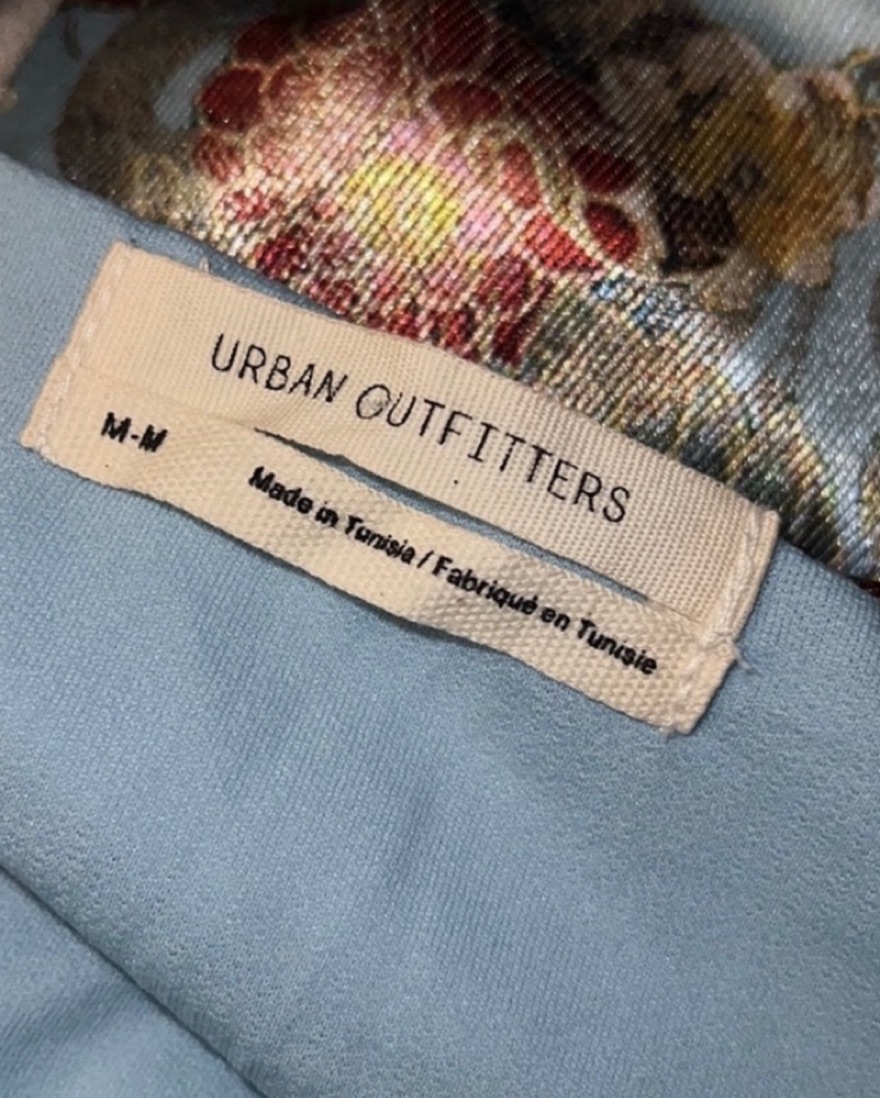 URBAN OUTFITTERS
M-M
Made in Tunisia / Fabriqué en Tunisie